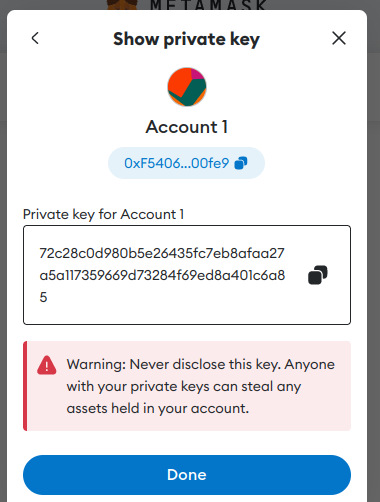 METAMASK
Show private key
Account 1
0xF5406...00fe9
Private key for Account 1
72c28c0d980b5e26435fc7eb8afaa27
a5a117359669d73284f69ed8a401c6a8
5
Warning: Never disclose this key. Anyone
with your private keys can steal any
assets held in your account.
Done